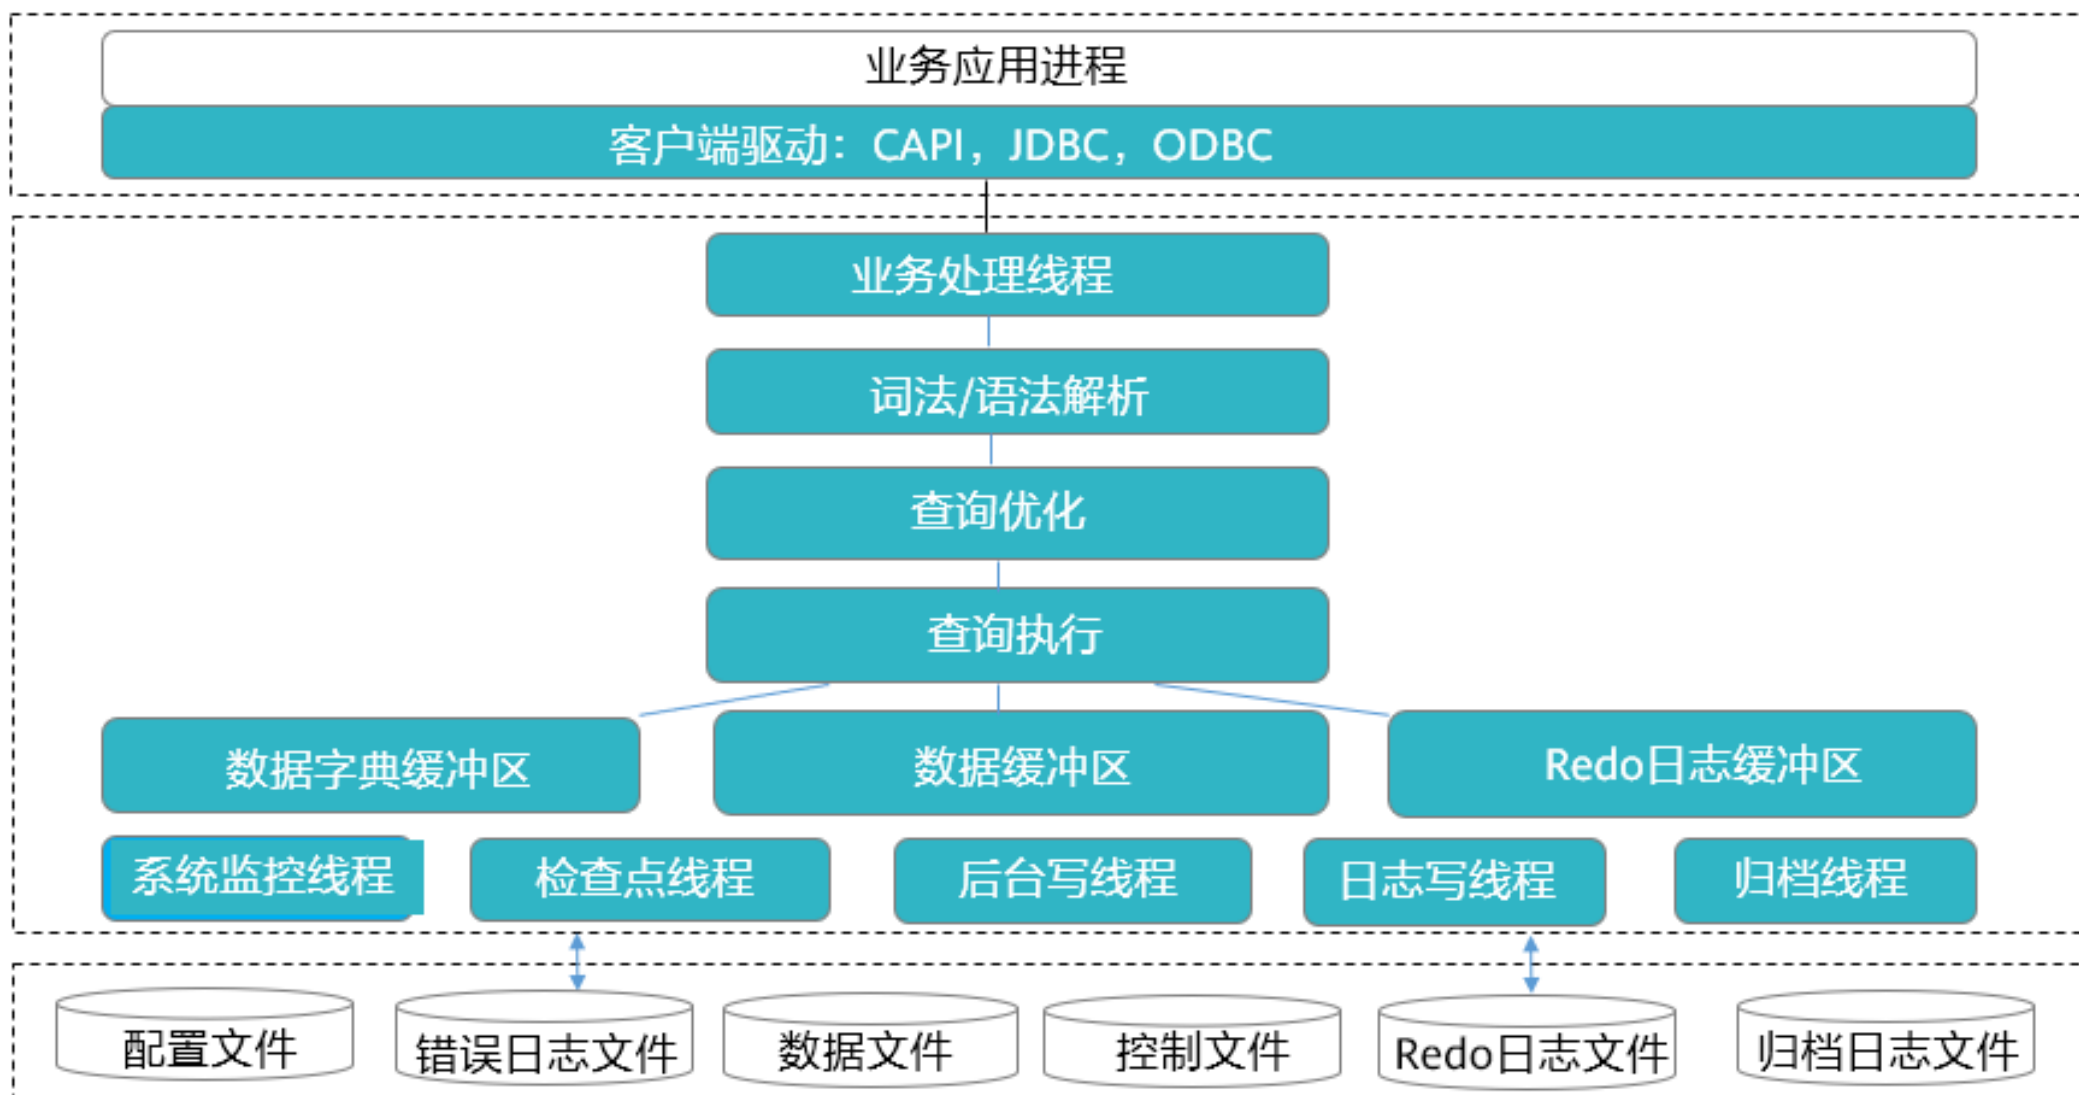 业务应用进程
客户端驱动：CAPI，JDBC，ODBC
业务处理线程
词法/语法解析
查询优化
查询执行
数据字典缓冲区
数据缓冲区
Redo日志缓冲区
系统监控线程
检查点线程
后台写线程
日志写线程
归档线程
配置文件
错误日志文件
数据文件
控制文件
Redo日志文件
归档日志文件